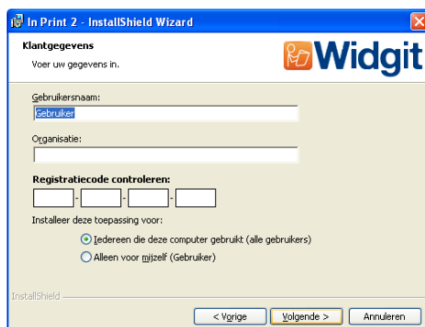 In Print 2 - InstallShield Wizard
Klantgegevens
Voer uw gegevens in.
Widgit
Gebruikersnaam:
Gebruiker
Organisatie:
Registratiecode controleren:
- - -
Installeer deze toepassing voor:
Iedereen die deze computer gebruikt (alle gebruikers)
Alleen voor mijzelf (Gebruiker)
InstallShield
< Vorige Volgende > Annuleren